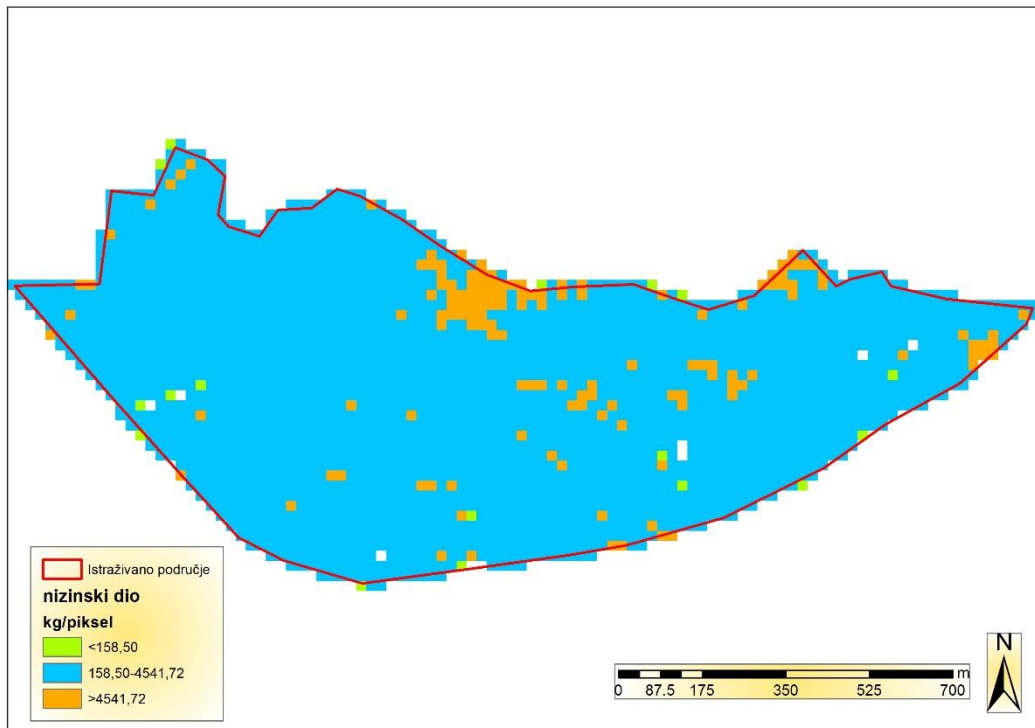 Istraživano područje
nizinski dio
kg/piksel
<158,50
158,50-4541,72
>4541,72
N
m
0 87.5 175 350 525 700